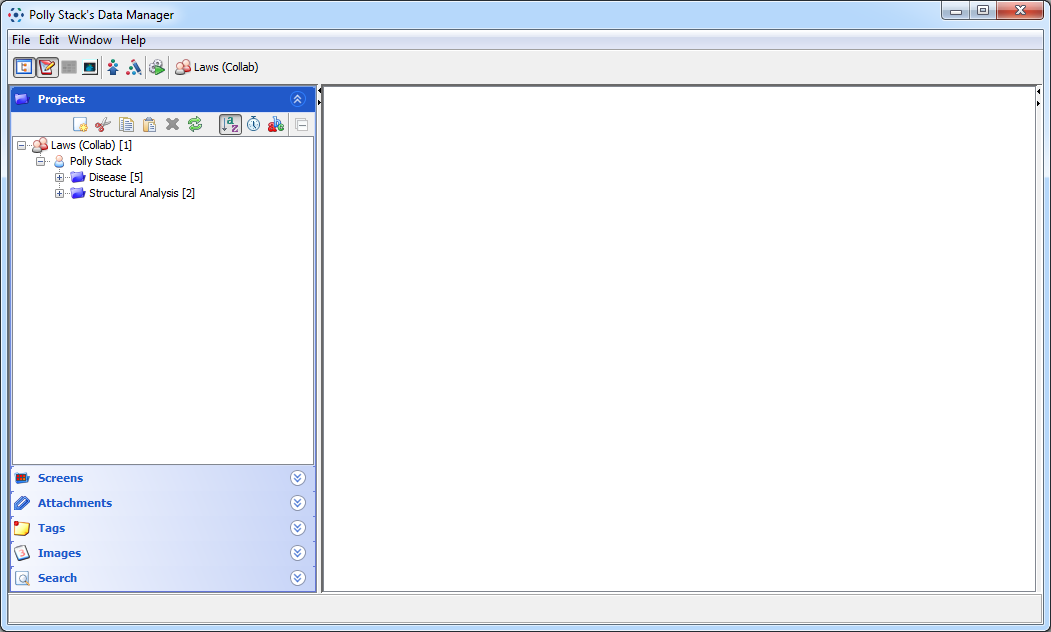 Polly Stack's Data Manager
File Edit Window Help
Laws (Collab)
Projects
Laws (Collab) [1]
Polly Stack
Disease [5]
Structural Analysis [2]
Screens
Attachments
Tags
Images
Search